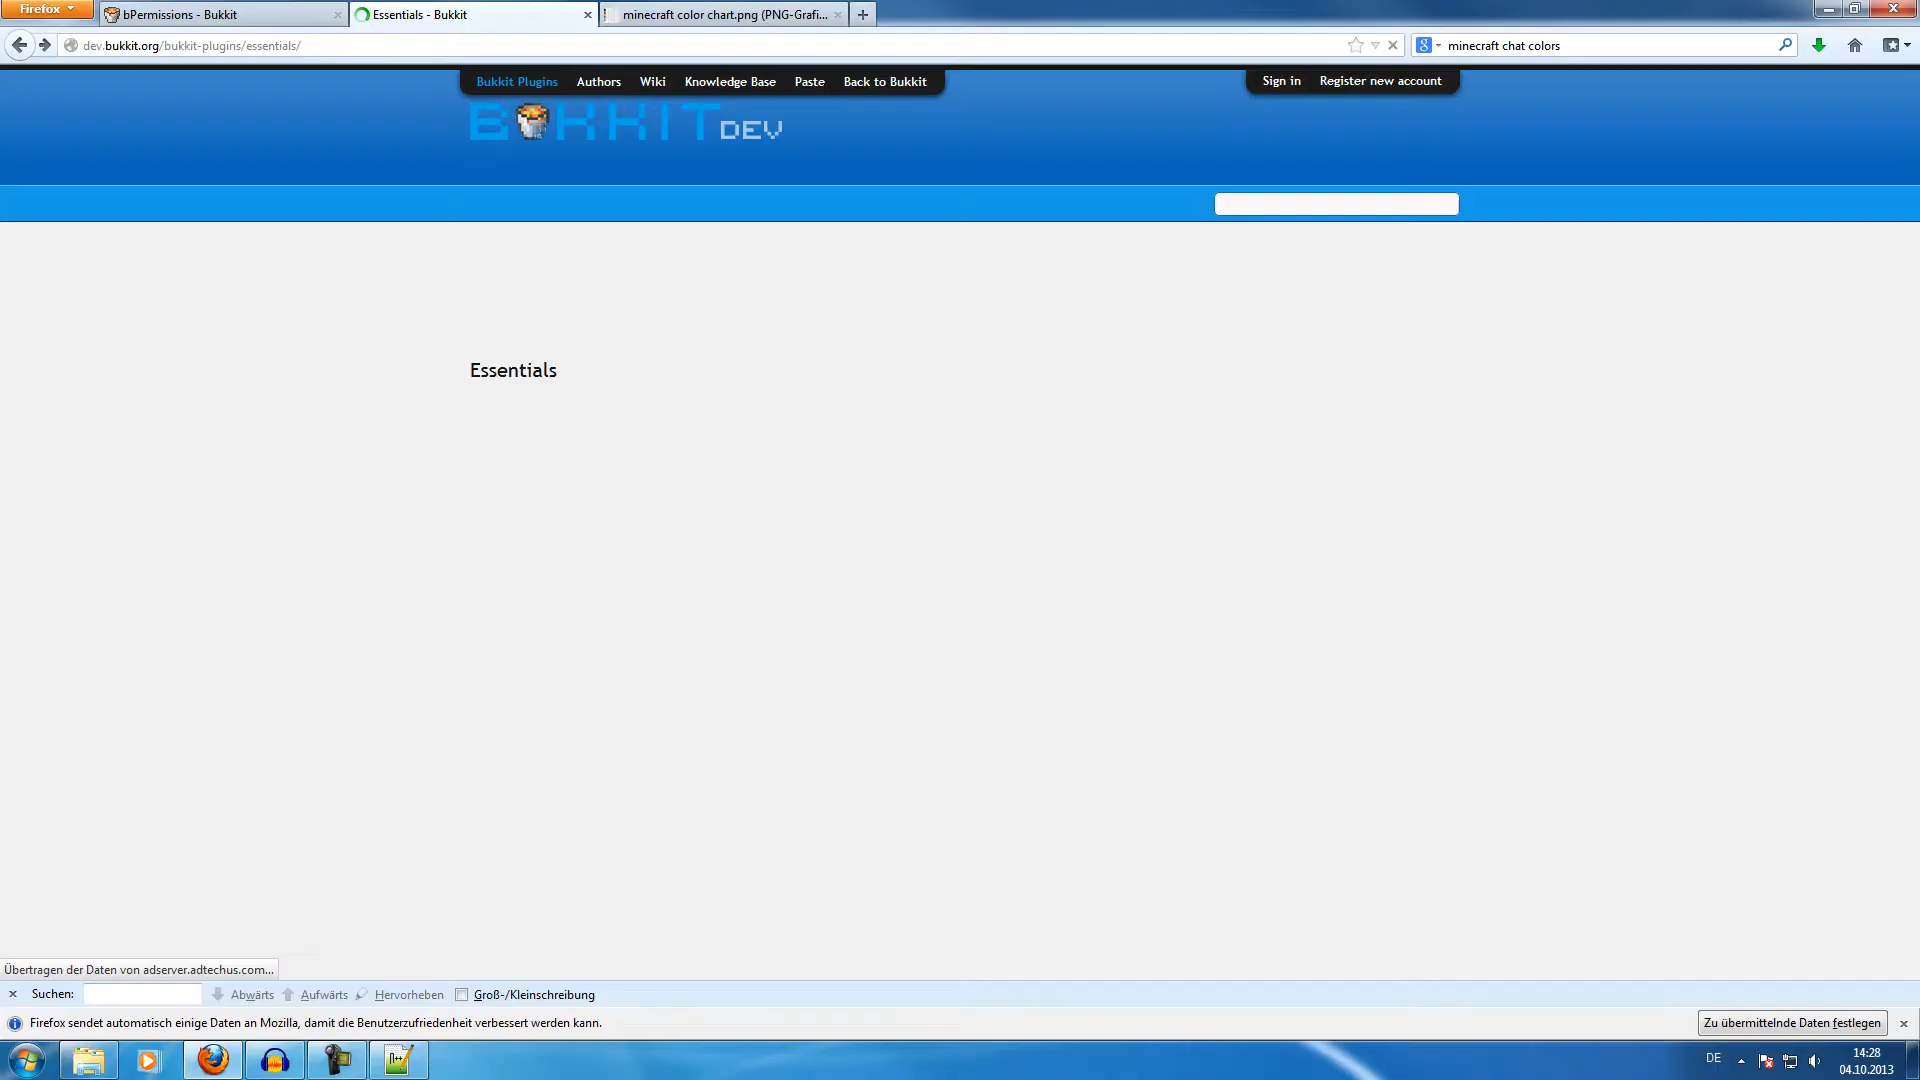 Firefox
bPermissions - Bukkit
Essentials - Bukkit
minecraft color chart.png (PNG-Grafi...
dev.bukkit.org/bukkit-plugins/essentials/
minecraft chat colors
Bukkit Plugins Authors Wiki Knowledge Base Paste Back to Bukkit
Sign in Register new account
BUKKIT DEV
Essentials
Übertragen der Daten von adserver.adtechus.com...
Suchen: Abwärts Aufwärts Hervorheben Groß-/Kleinschreibung
Firefox sendet automatisch einige Daten an Mozilla, damit die Benutzerzufriedenheit verbessert werden kann.
Zu übermittelnde Daten festlegen
DE
14:28
04.10.2013